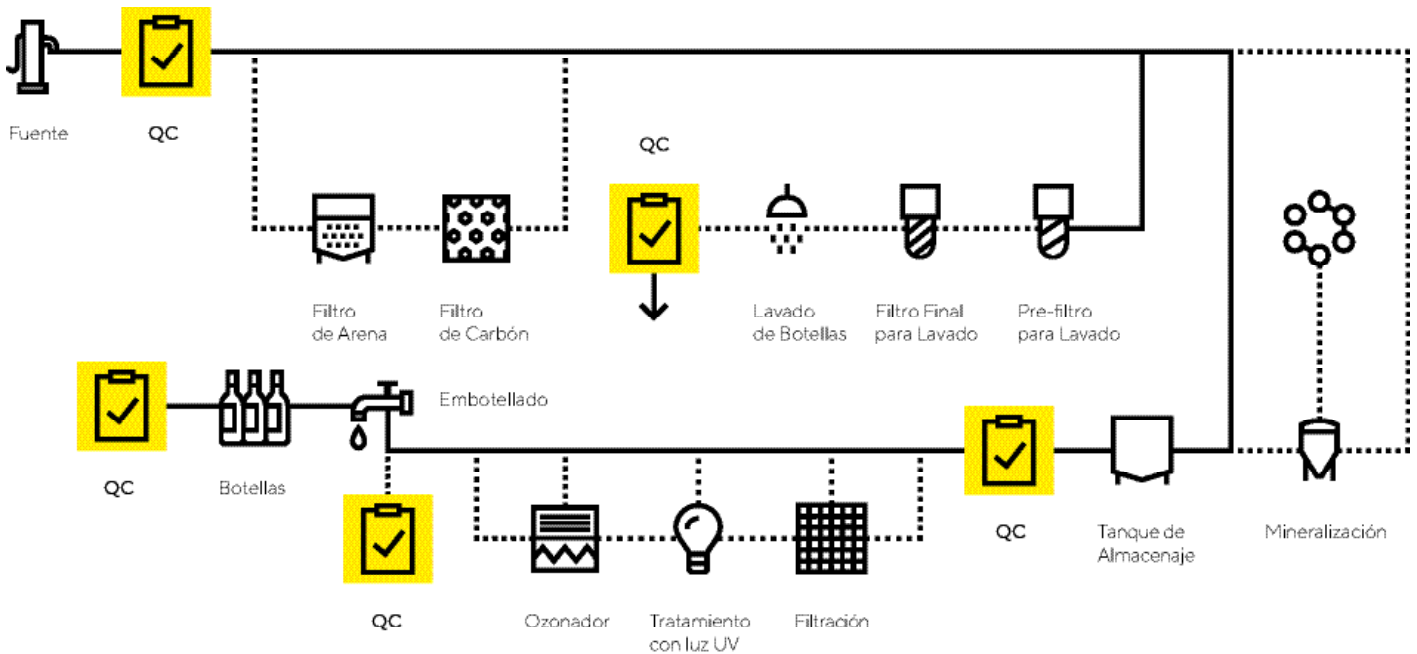 Fuente
QC
QC
Filtro
de Arena
Filtro
de Carbón
Lavado
de Botellas
Filtro Final
para Lavado
Pre-filtro
para Lavado
Embotellado
QC
Botellas
QC
Tanque de
Almacenaje
Mineralización
QC
Ozonador
Tratamiento
con luz UV
Filtración